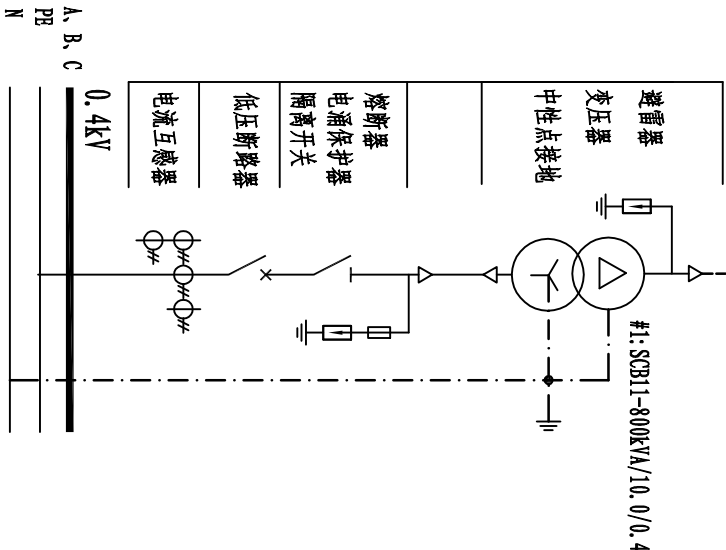 避雷器
变压器
中性点接地
熔断器
电涌保护器
隔离开关
低压断路器
电流互感器
#1: SCB11-800kVA/10.0/0.4
0.4kV
A、B、C
PE
N